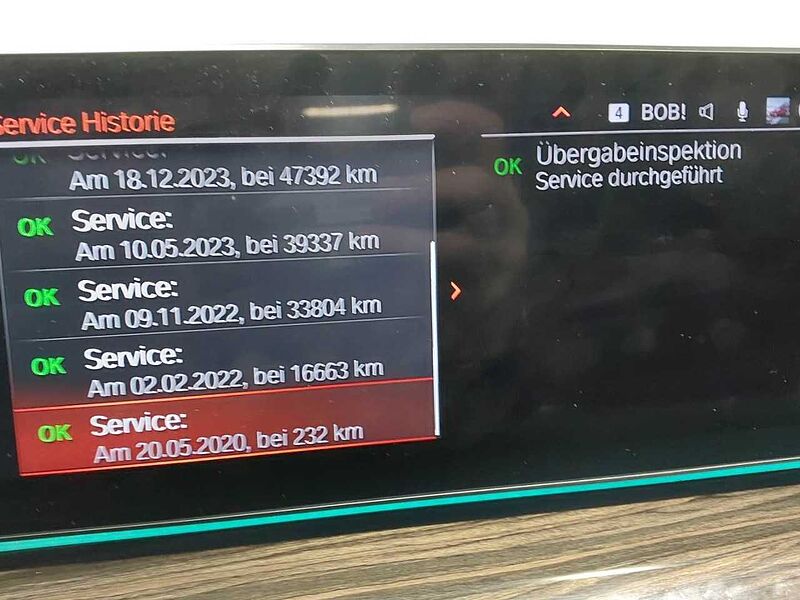 Service Historie
4 BOB!
OK Service:
Am 18.12.2023, bei 47392 km
OK Service:
Am 10.05.2023, bei 39337 km
OK Service:
Am 09.11.2022, bei 33804 km
OK Service:
Am 02.02.2022, bei 16663 km
OK Service:
Am 20.05.2020, bei 232 km
OK Übergabeinspektion
Service durchgeführt